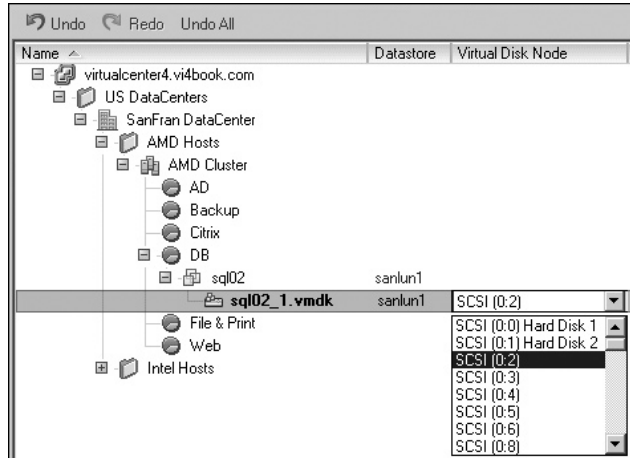 Undo Redo Undo All
Name Datastore Virtual Disk Node
virtualcenter4.vi4book.com
US DataCenters
SanFran DataCenter
AMD Hosts
AMD Cluster
AD
Backup
Citrix
DB
sql02 sanlun1
sql02_1.vmdk sanlun1 SCSI (0:2)
File & Print
Web
Intel Hosts
SCSI (0:0) Hard Disk 1
SCSI (0:1) Hard Disk 2
SCSI (0:2)
SCSI (0:3)
SCSI (0:4)
SCSI (0:5)
SCSI (0:6)
SCSI (0:8)